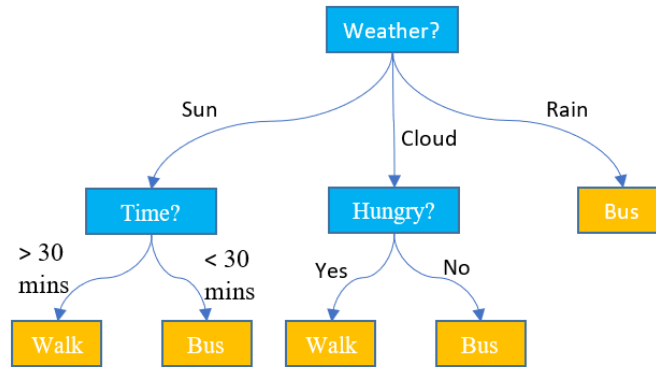 Weather?
Sun
Cloud
Rain
Time?
Hungry?
Bus
> 30
mins
< 30
mins
Yes
No
Walk
Bus
Walk
Bus